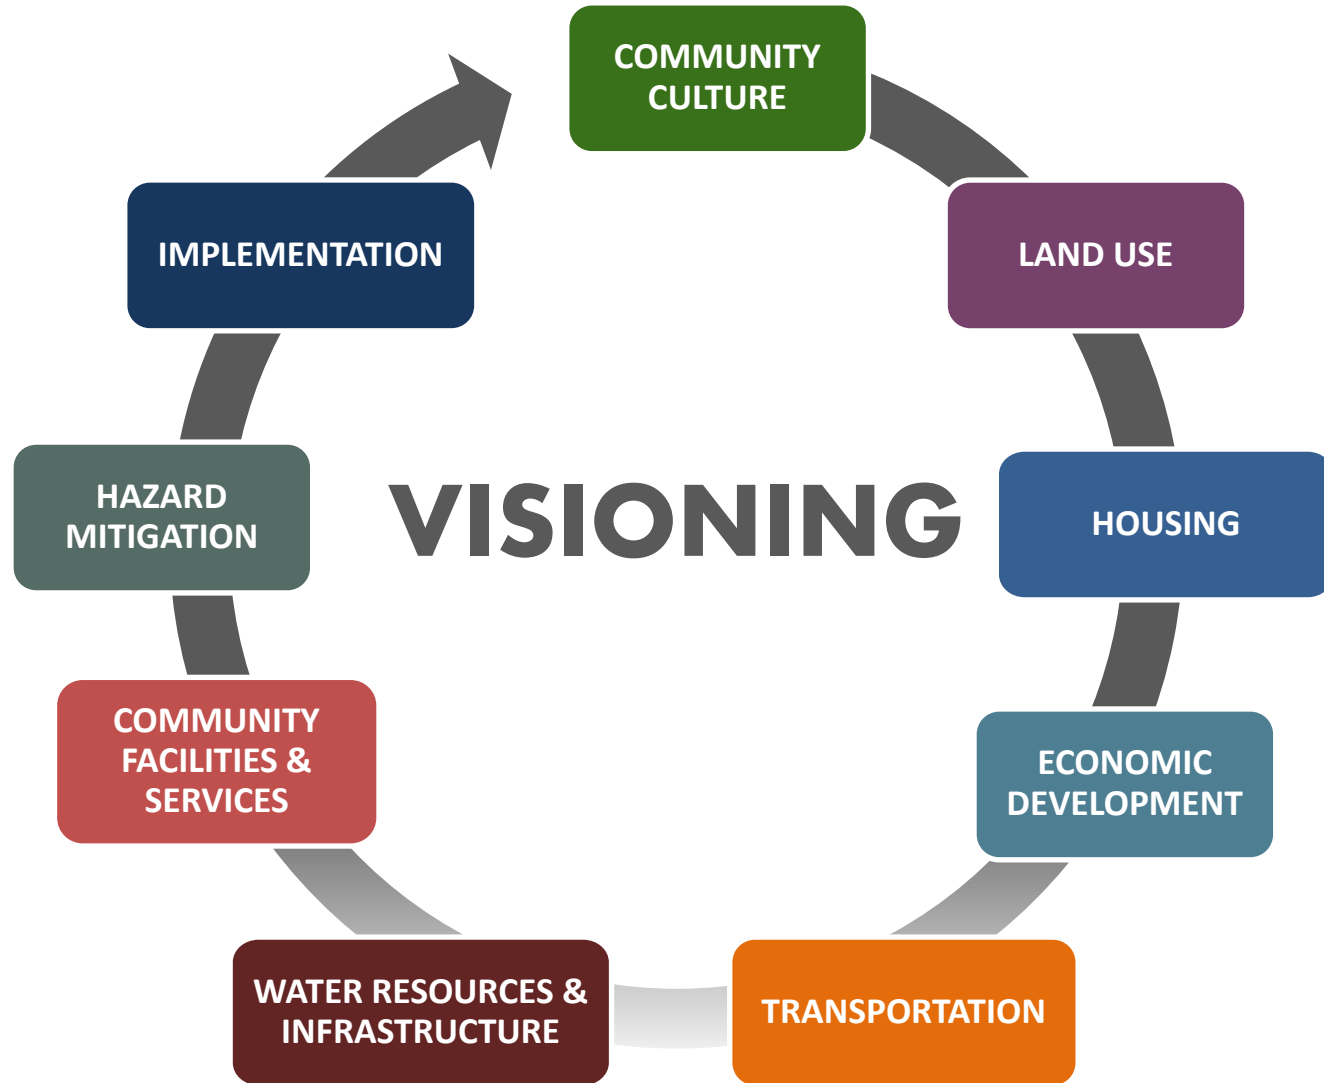 COMMUNITY
CULTURE
LAND USE
HOUSING
ECONOMIC
DEVELOPMENT
TRANSPORTATION
WATER RESOURCES &
INFRASTRUCTURE
COMMUNITY
FACILITIES &
SERVICES
HAZARD
MITIGATION
IMPLEMENTATION
VISIONING